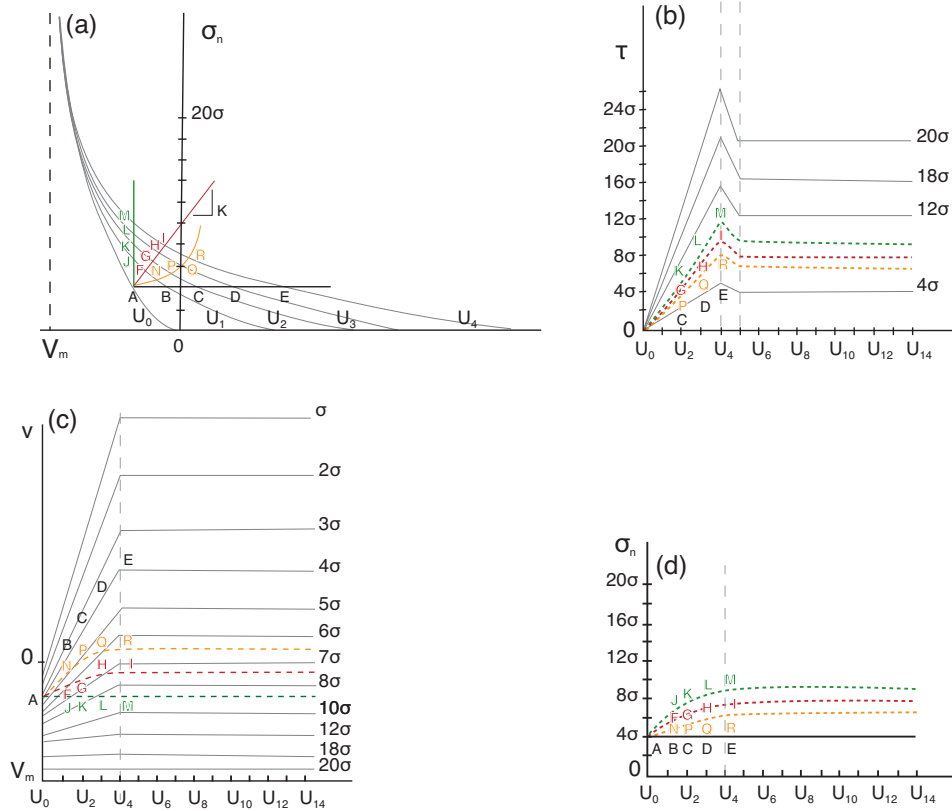 (a)
σn
20σ
K
M
L
K
J
I
H
G
F
R
Q
P
N
A B C D E
U0 U1 U2 U3 U4
Vm 0
(b)
τ
24σ
20σ
16σ
12σ
8σ
4σ
0
20σ
18σ
12σ
4σ
M
L
K
I
H
G
R
Q
P
E
D
C
U0 U2 U4 U6 U8 U10 U12 U14
(c)
v
0
A
Vm
σ
2σ
3σ
4σ
5σ
6σ
7σ
8σ
10σ
12σ
18σ
20σ
E
D
C
B
N P Q R
F G H I
J K L M
U0 U2 U4 U6 U8 U10 U12 U14
(d)
σn
20σ
16σ
12σ
8σ
4σ
0
J K L M
F G H I
N P Q R
A B C D E
U0 U2 U4 U6 U8 U10 U12 U14